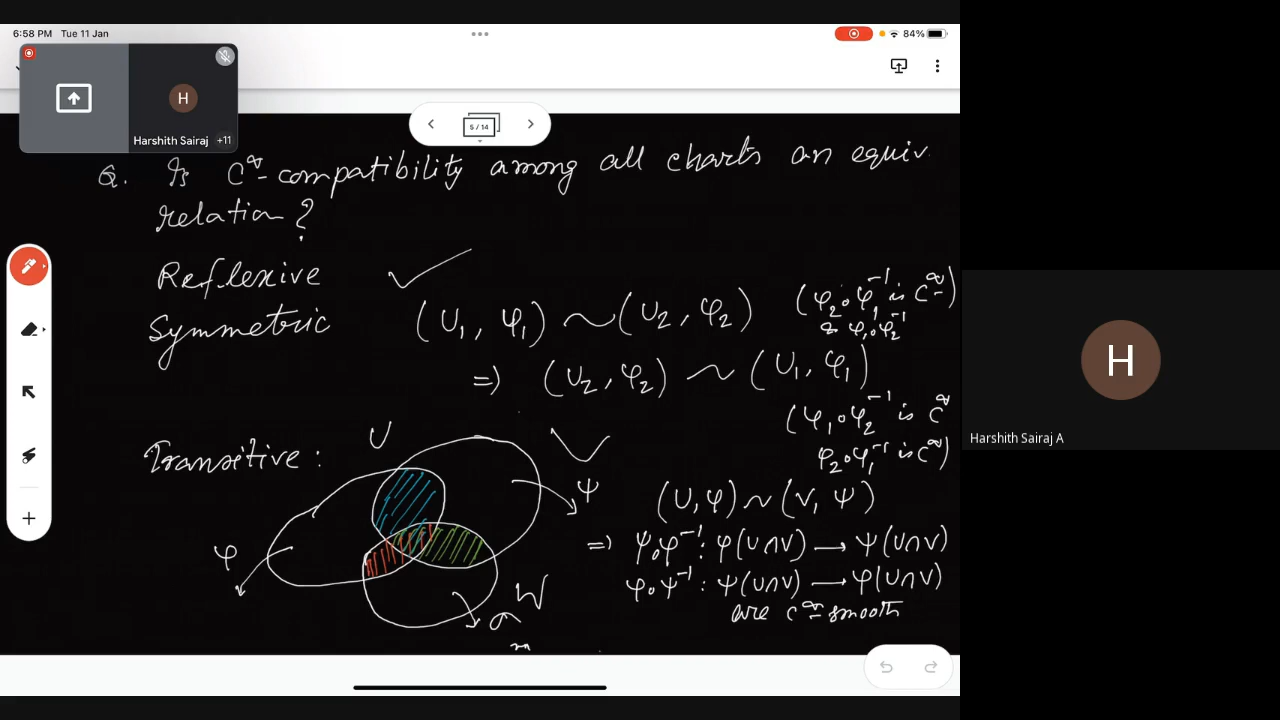 6:58 PM Tue 11 Jan
84%
H
Harshith Sairaj +11
5 / 14
Q. Is C^∞-compatibility among all charts an equiv.
relation?
Reflexive ✓
Symmetric (U₁, φ₁) ~ (U₂, φ₂) (φ₂∘φ₁⁻¹ is C^∞)
& φ₁∘φ₂⁻¹
=> (U₂, φ₂) ~ (U₁, φ₁)
(φ₁∘φ₂⁻¹ is C^∞
φ₂∘φ₁⁻¹ is C^∞)
Transitive :
U
V
φ
ψ
W
σ
(U, φ) ~ (V, ψ)
=> ψ∘φ⁻¹ : φ(U∩V) → ψ(U∩V)
φ∘ψ⁻¹ : ψ(U∩V) → φ(U∩V)
are C^∞-smooth
H
Harshith Sairaj A